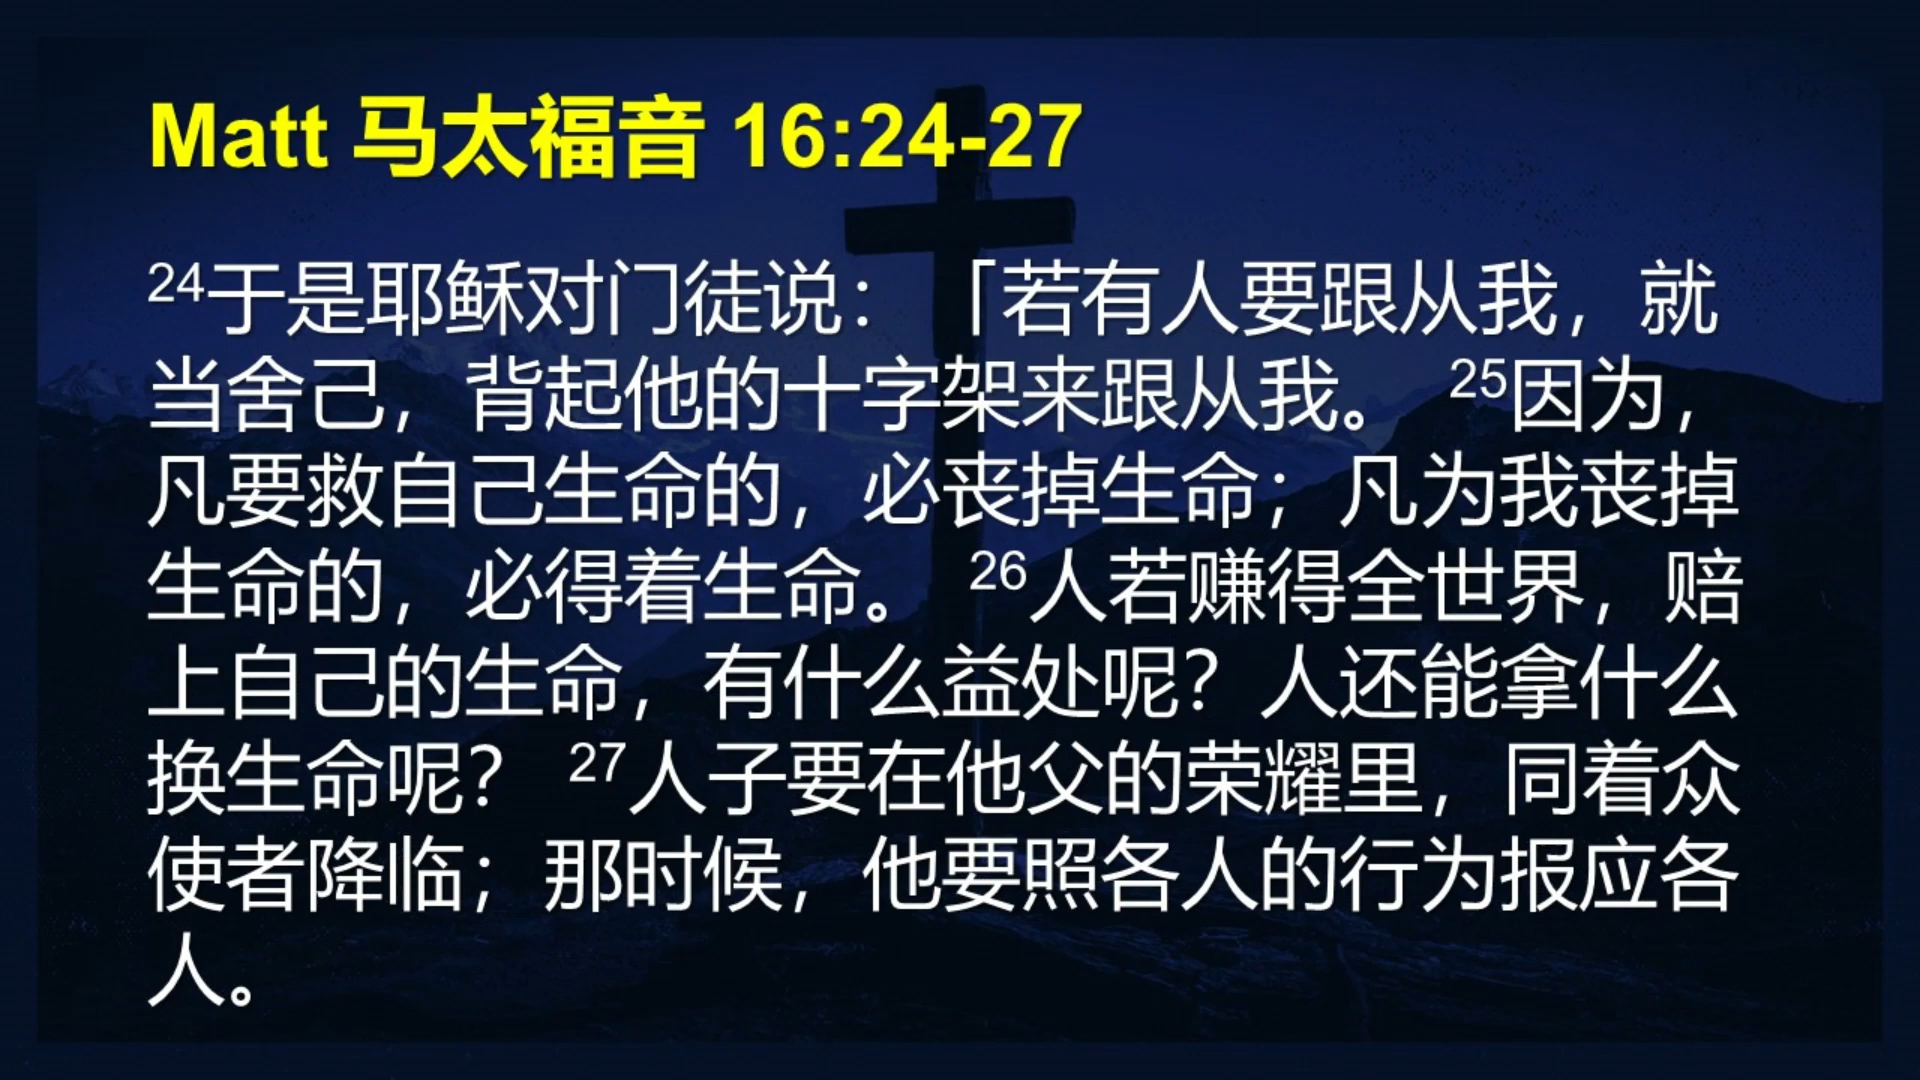 Matt 马太福音 16:24-27
24于是耶稣对门徒说：「若有人要跟从我，就
当舍己，背起他的十字架来跟从我。 25因为，
凡要救自己生命的，必丧掉生命；凡为我丧掉
生命的，必得着生命。 26人若赚得全世界，赔
上自己的生命，有什么益处呢？人还能拿什么
换生命呢？ 27人子要在他父的荣耀里，同着众
使者降临；那时候，他要照各人的行为报应各
人。